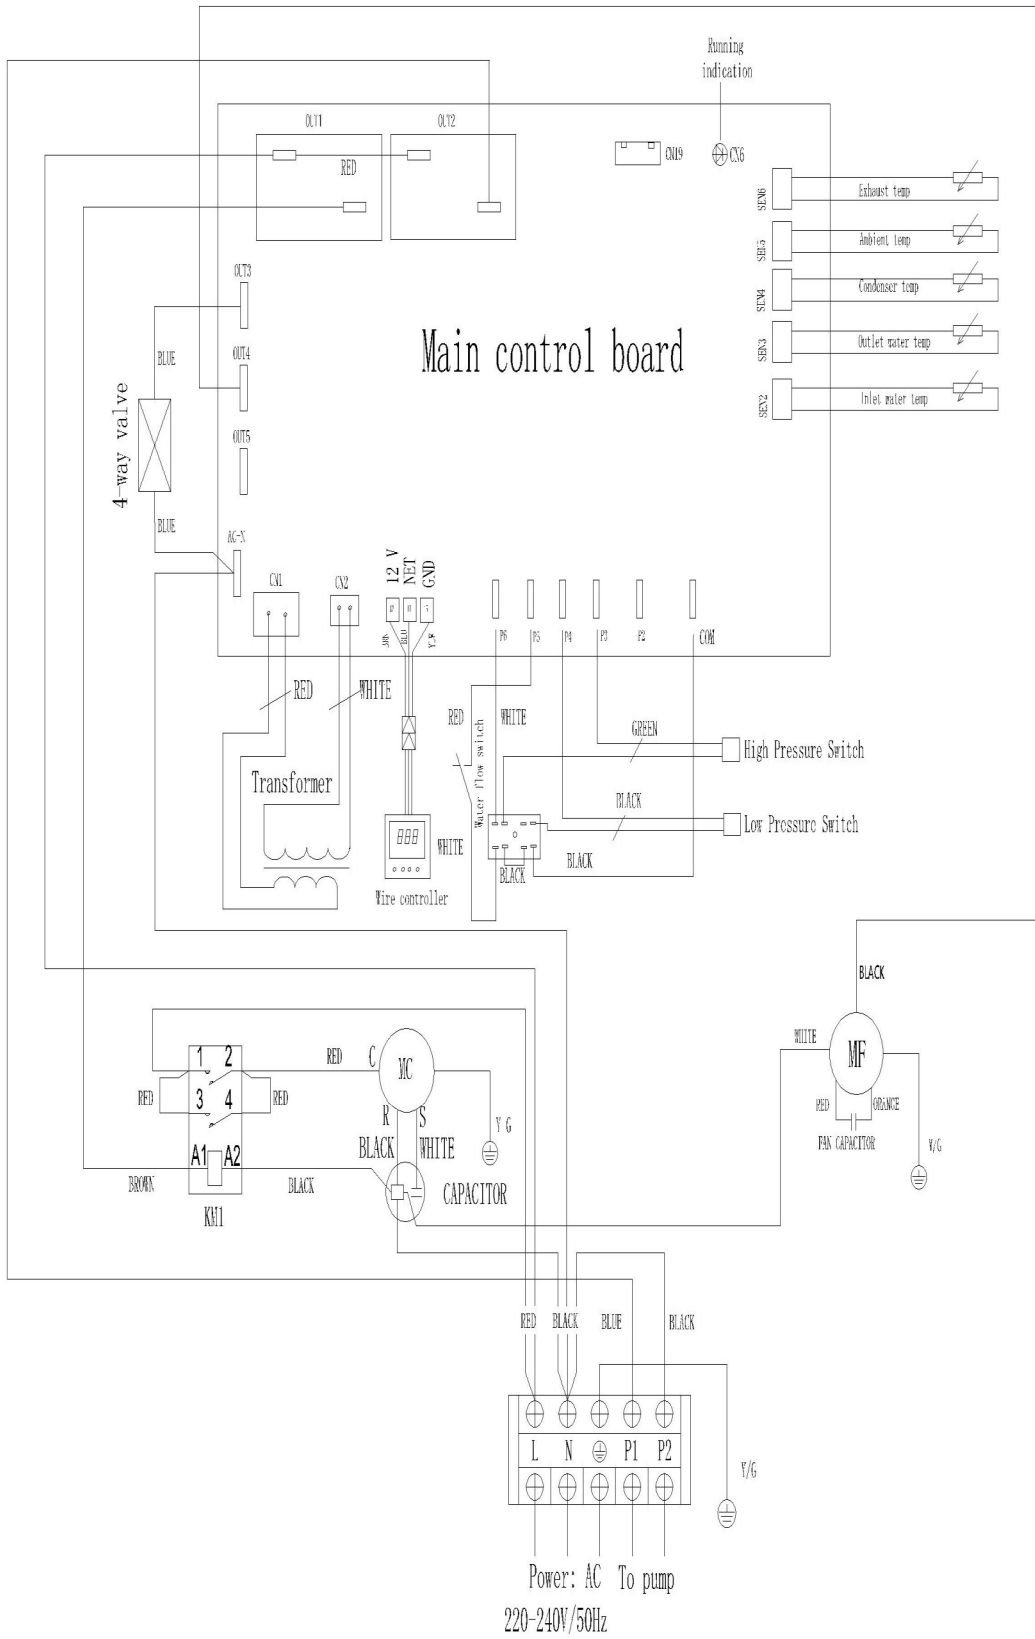 Running
indication
OUT1
OUT2
RED
CN19
CN6
SEN6
Exhaust temp
SEN5
Ambient temp
SEN4
Condenser temp
SEN3
Outlet water temp
SEN2
Inlet water temp
OUT3
BLUE
OUT4
Main control board
4-way valve
OUT5
BLUE
AC-N
CN1
CN2
12 V
NET
GND
BLU
P6
P5
P4
P3
P2
COM
RED
WHITE
RED
WHITE
Water flow switch
GREEN
High Pressure Switch
Transformer
BLACK
Low Pressure Switch
888
WHITE
BLACK
BLACK
Wire controller
BLACK
1 2
RED
C
MC
WHITE
MF
RED
3 4
RED
R
S
Y G
RED
ORANGE
FAN CAPACITOR
Y/G
BLACK
WHITE
A1 A2
BROWN
BLACK
CAPACITOR
KM1
RED
BLACK
BLUE
BLACK
L
N
P1
P2
Y/G
Power: AC
To pump
220-240V/50Hz